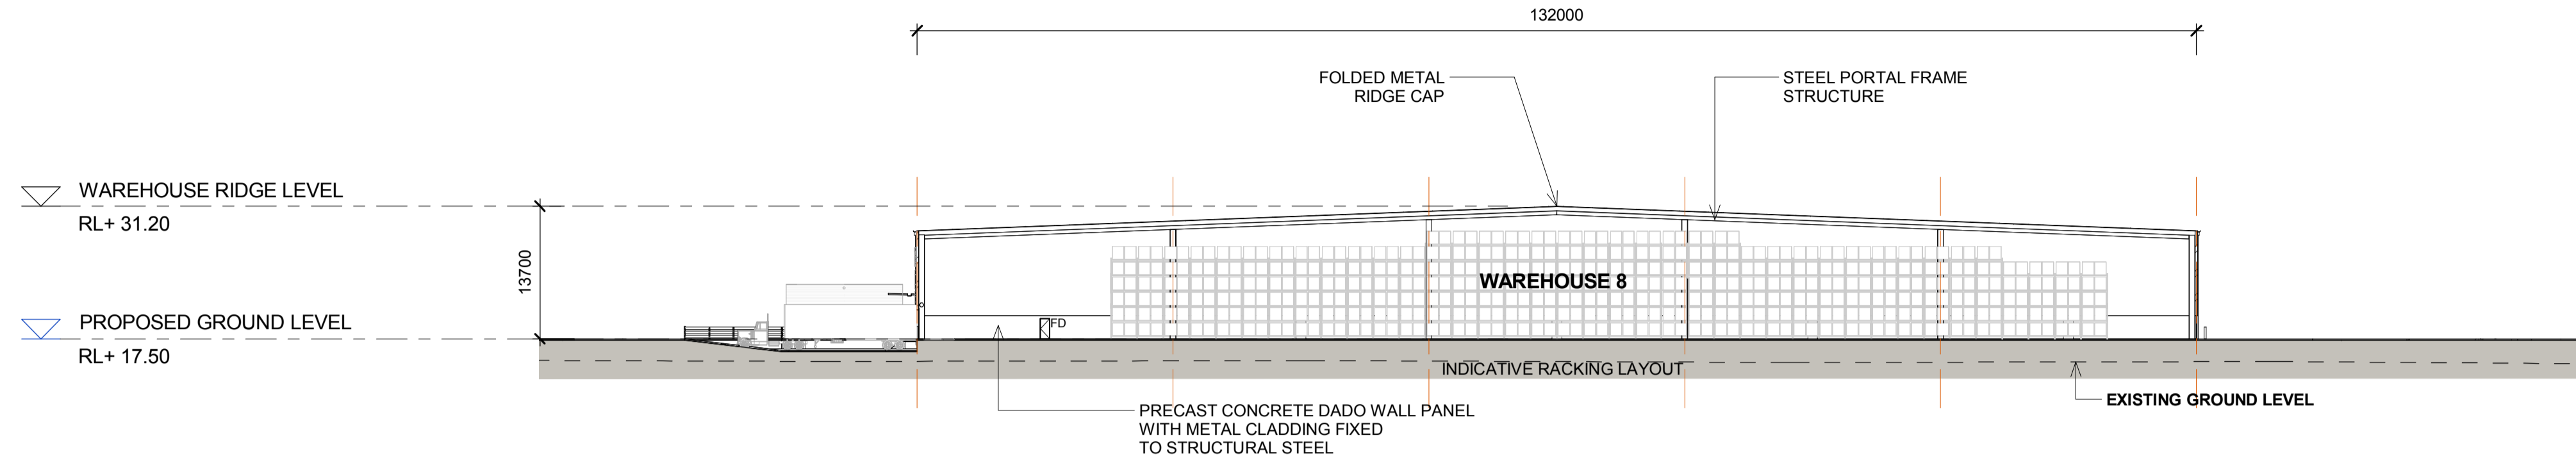 132000
FOLDED METAL
RIDGE CAP
STEEL PORTAL FRAME
STRUCTURE
WAREHOUSE RIDGE LEVEL
RL+ 31.20
13700
WAREHOUSE 8
PROPOSED GROUND LEVEL
RL+ 17.50
FD
INDICATIVE RACKING LAYOUT
EXISTING GROUND LEVEL
PRECAST CONCRETE DADO WALL PANEL
WITH METAL CLADDING FIXED
TO STRUCTURAL STEEL